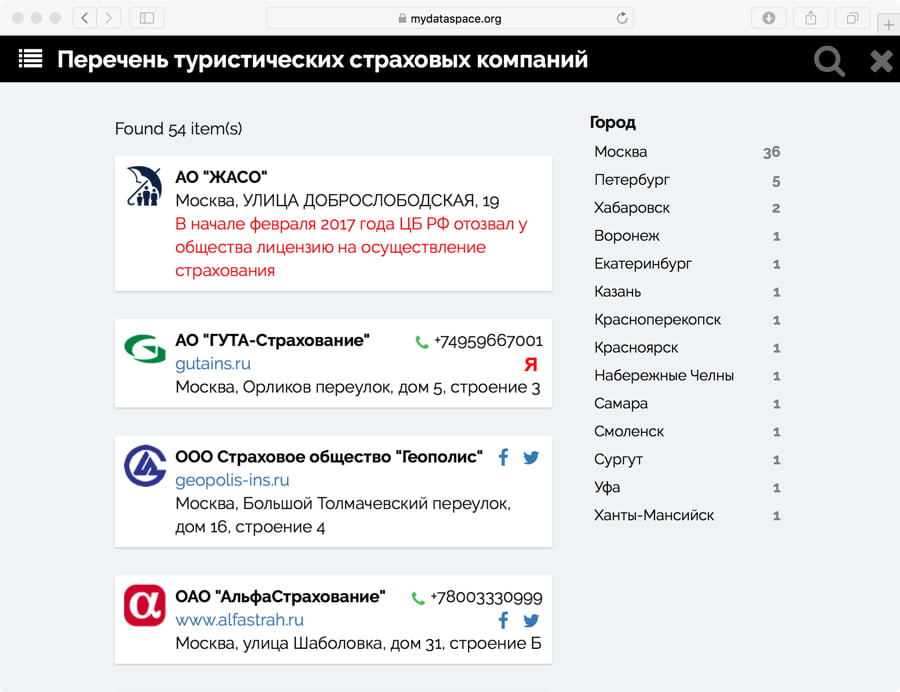 mydataspace.org
Перечень туристических страховых компаний
Found 54 item(s)
АО "ЖАСО"
Москва, УЛИЦА ДОБРОСЛОБОДСКАЯ, 19
В начале февраля 2017 года ЦБ РФ отозвал у
общества лицензию на осуществление
страхования
АО "ГУТА-Страхование" +74959667001
gutains.ru Я
Москва, Орликов переулок, дом 5, строение 3
ООО Страховое общество "Геополис"
geopolis-ins.ru
Москва, Большой Толмачевский переулок,
дом 16, строение 4
ОАО "АльфаСтрахование" +78003330999
www.alfastrah.ru
Москва, улица Шаболовка, дом 31, строение Б
Город
Москва 36
Петербург 5
Хабаровск 2
Воронеж 1
Екатеринбург 1
Казань 1
Красноперекопск 1
Красноярск 1
Набережные Челны 1
Самара 1
Смоленск 1
Сургут 1
Уфа 1
Ханты-Мансийск 1